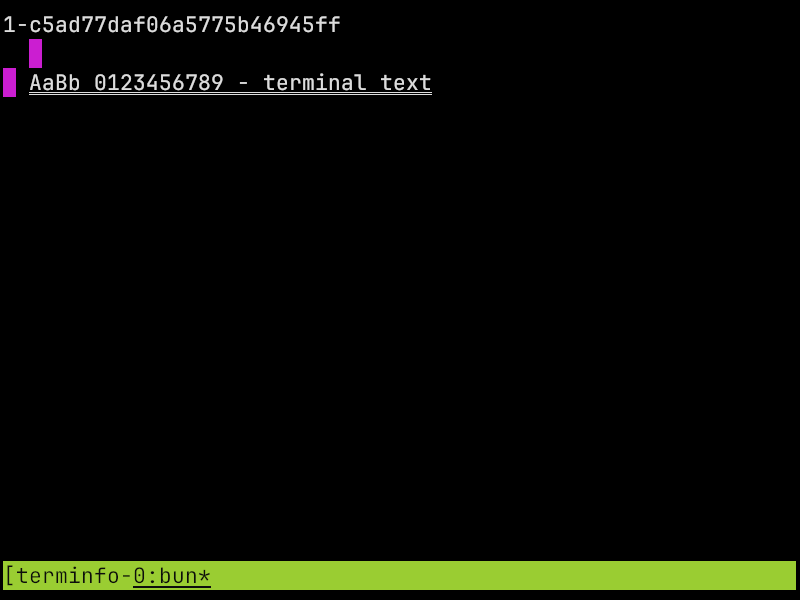 1-c5ad77daf06a5775b46945ff
AaBb 0123456789 - terminal text
[terminfo-0:bun*